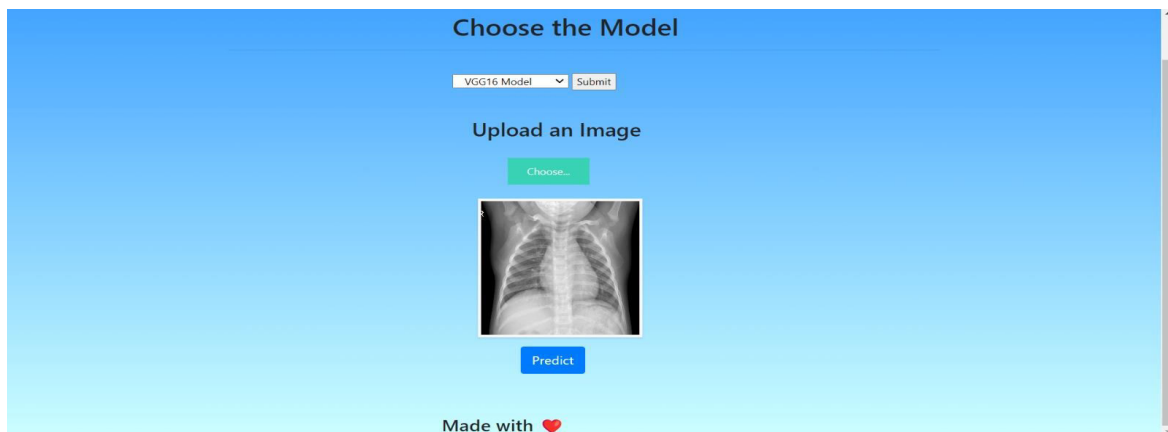 Choose the Model
VGG16 Model Submit
Upload an Image
Choose...
R
Predict
Made with ❤